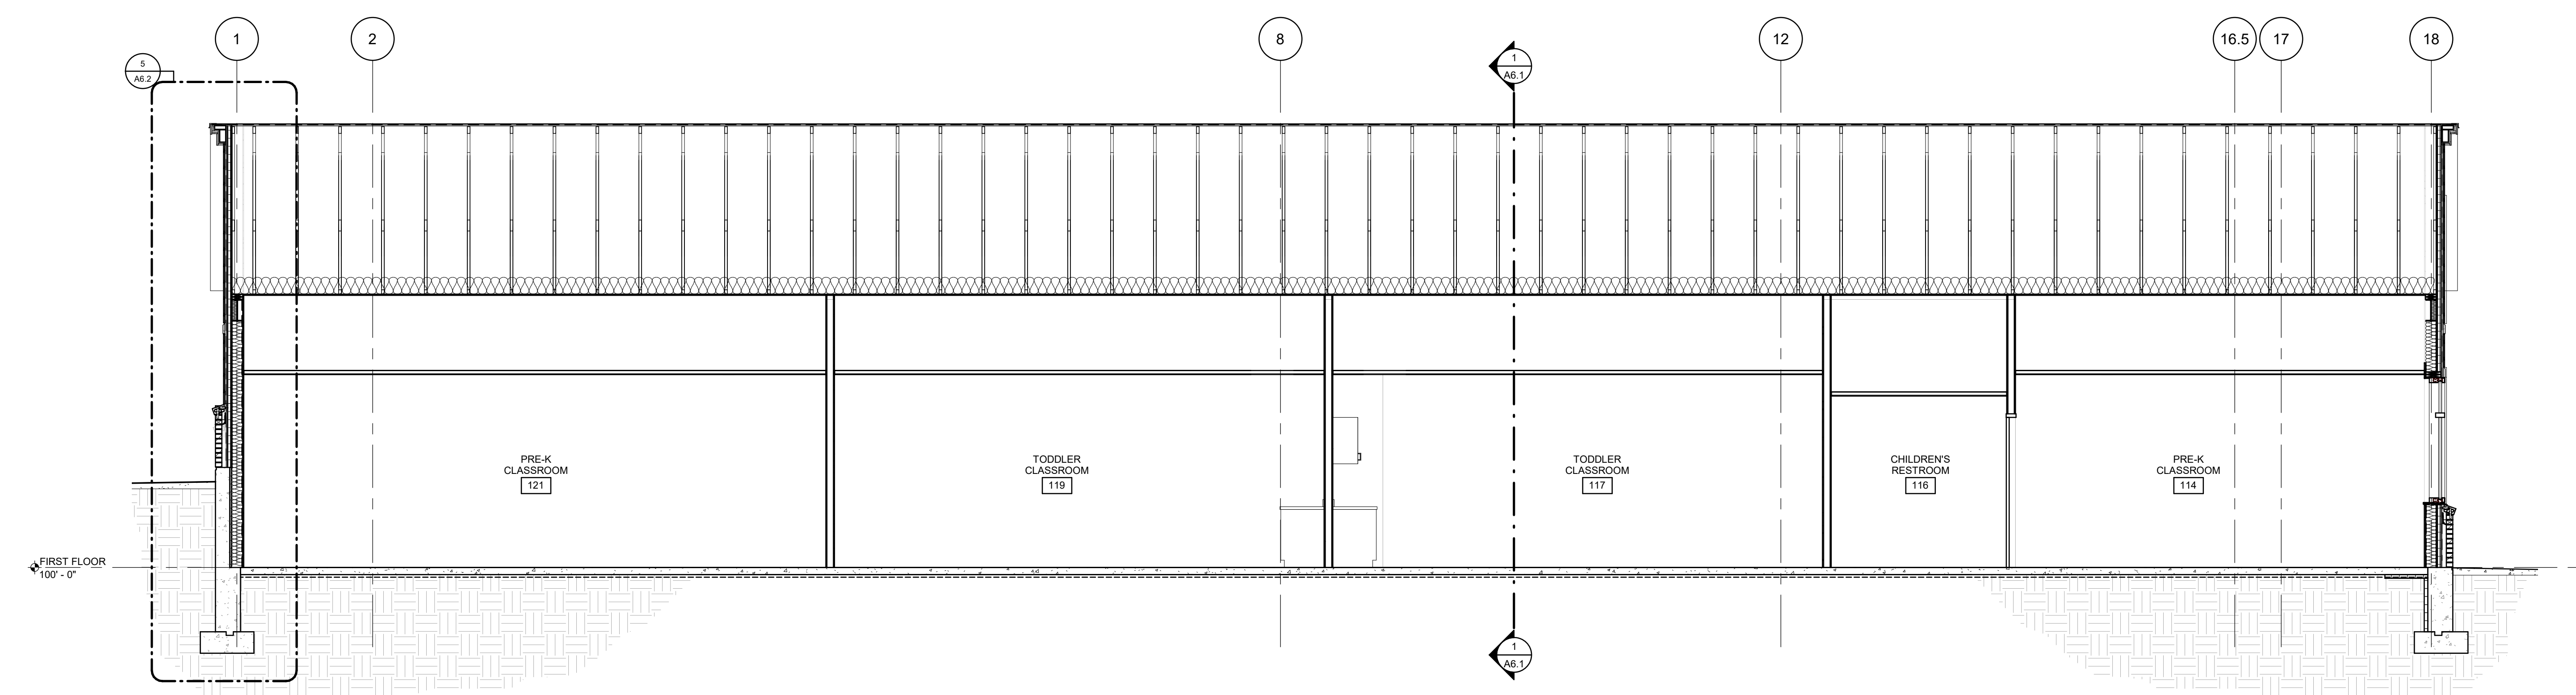 1
2
8
12
16.5
17
18
5
A6.2
1
A6.1
PRE-K
CLASSROOM
121
TODDLER
CLASSROOM
119
TODDLER
CLASSROOM
117
CHILDREN'S
RESTROOM
116
PRE-K
CLASSROOM
114
FIRST FLOOR
100' - 0"
1
A6.1